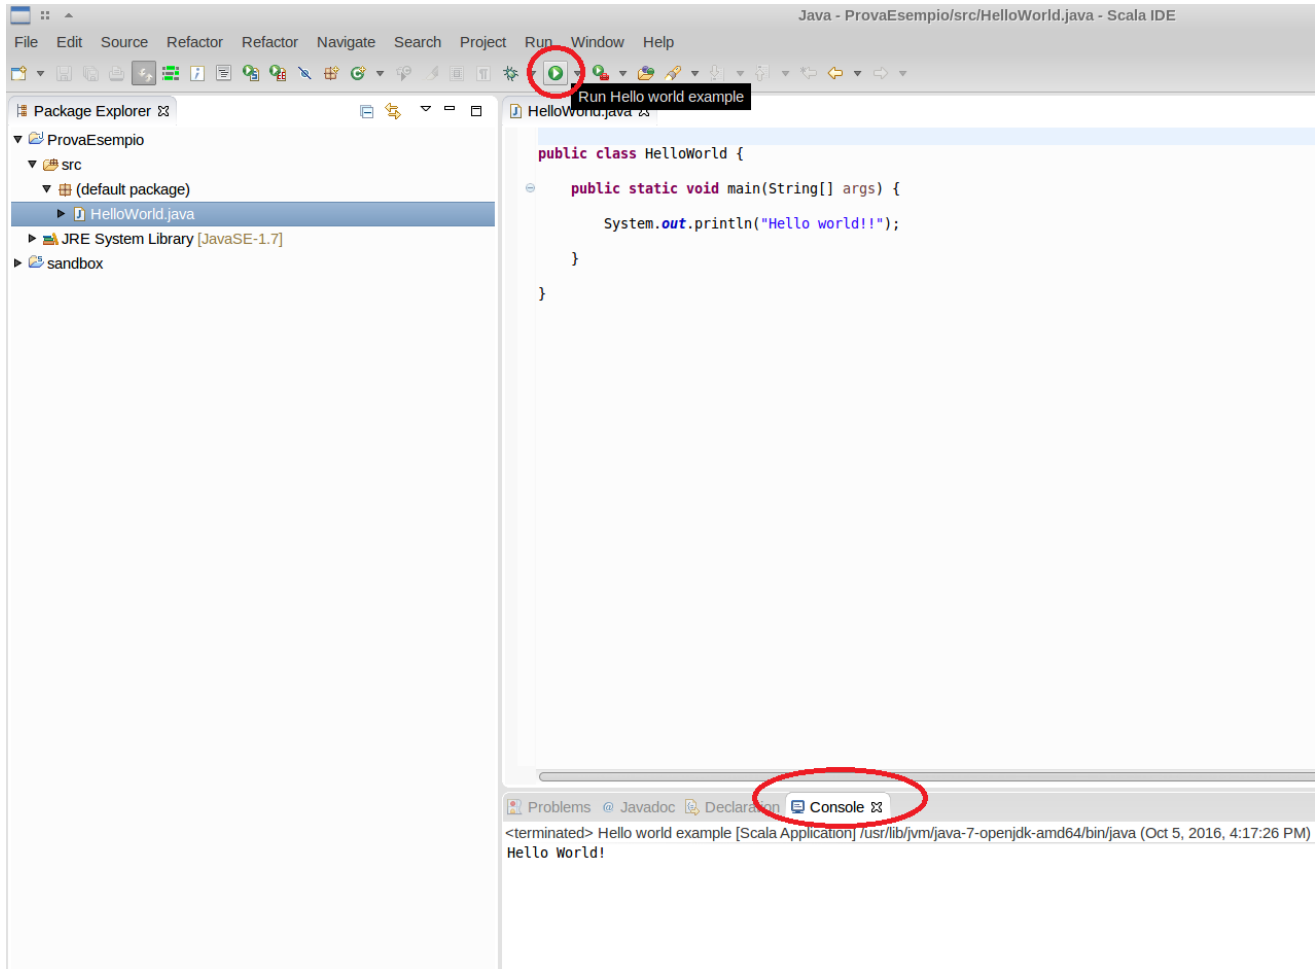 Java - ProvaEsempio/src/HelloWorld.java - Scala IDE
File Edit Source Refactor Refactor Navigate Search Project Run Window Help
Run Hello world example
Package Explorer
HelloWorld.java
ProvaEsempio
src
(default package)
HelloWorld.java
JRE System Library [JavaSE-1.7]
sandbox
public class HelloWorld {
public static void main(String[] args) {
System.out.println("Hello world!!");
}
}
Problems @ Javadoc Declaration Console
<terminated> Hello world example [Scala Application] /usr/lib/jvm/java-7-openjdk-amd64/bin/java (Oct 5, 2016, 4:17:26 PM)
Hello World!